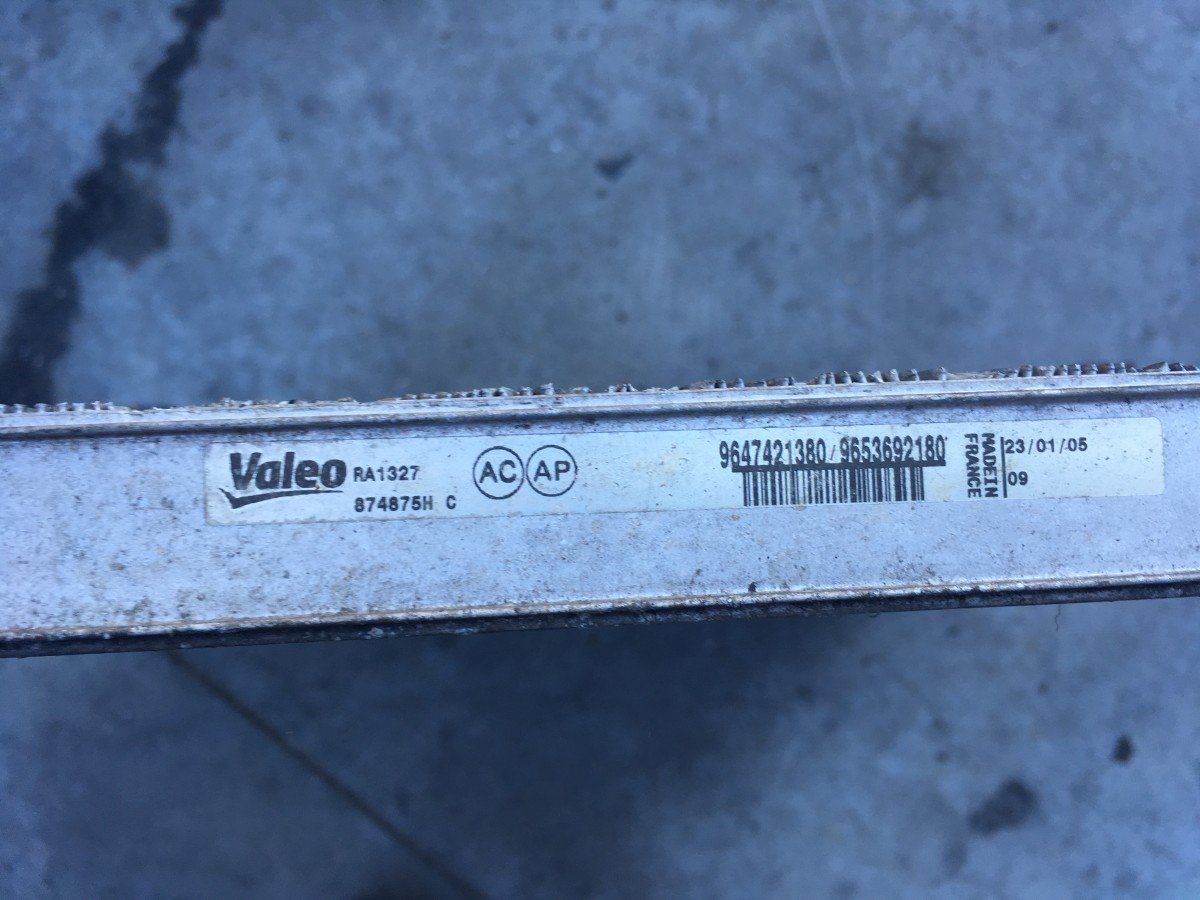 Valeo RA1327
874875H C
AC AP
9647421380/9653692180
MADE IN
FRANCE
23/01/05
09